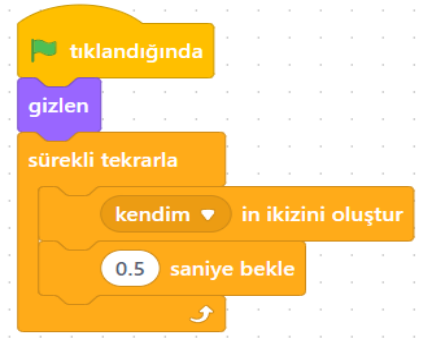 tıklandığında
gizlen
sürekli tekrarla
kendim in ikizini oluştur
0.5 saniye bekle